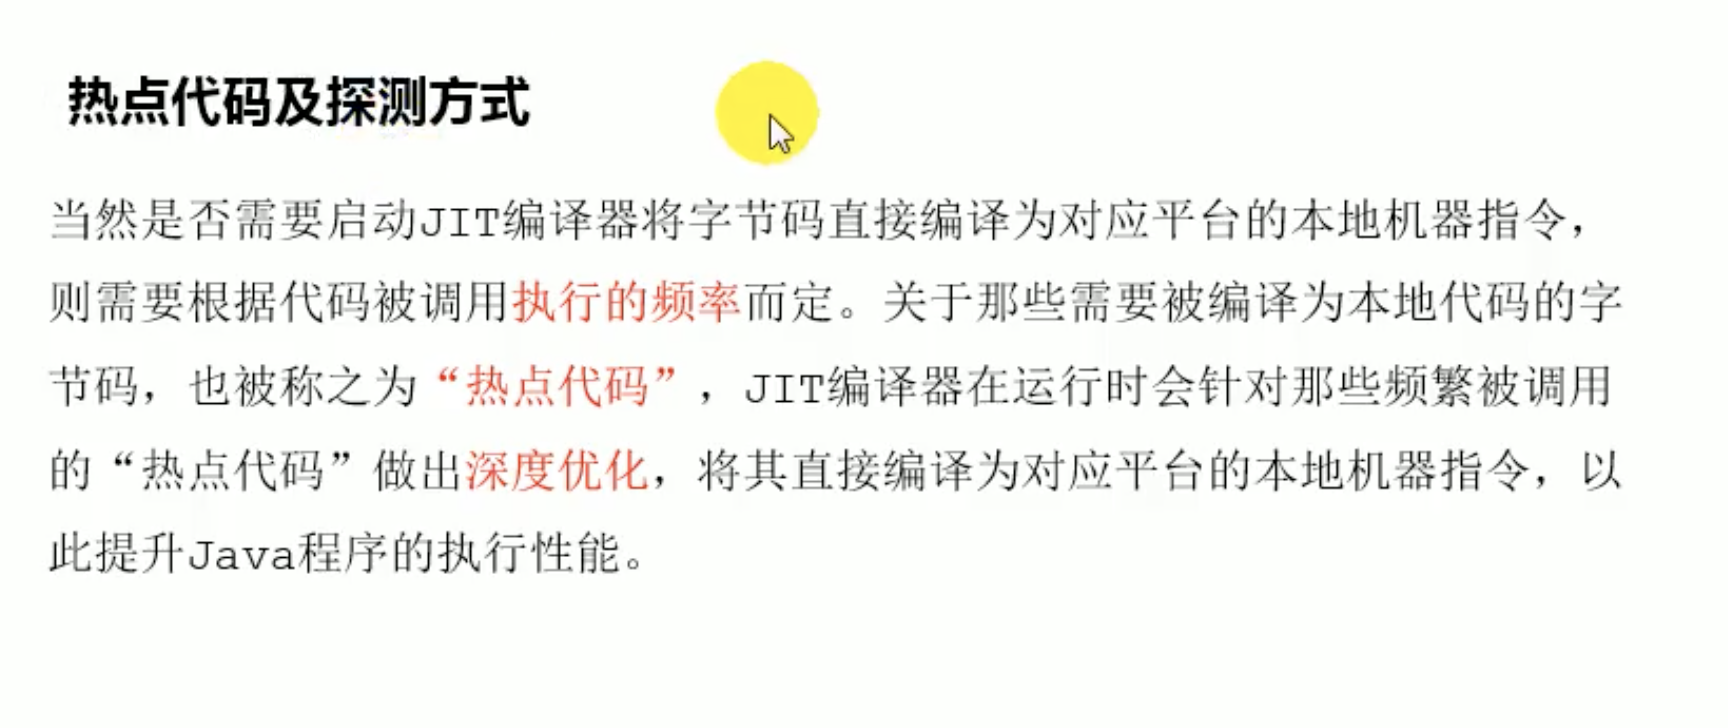 热点代码及探测方式
当然是否需要启动JIT编译器将字节码直接编译为对应平台的本地机器指令，
则需要根据代码被调用执行的频率而定。关于那些需要被编译为本地代码的字
节码，也被称之为“热点代码”，JIT编译器在运行时会针对那些频繁被调用
的“热点代码”做出深度优化，将其直接编译为对应平台的本地机器指令，以
此提升Java程序的执行性能。